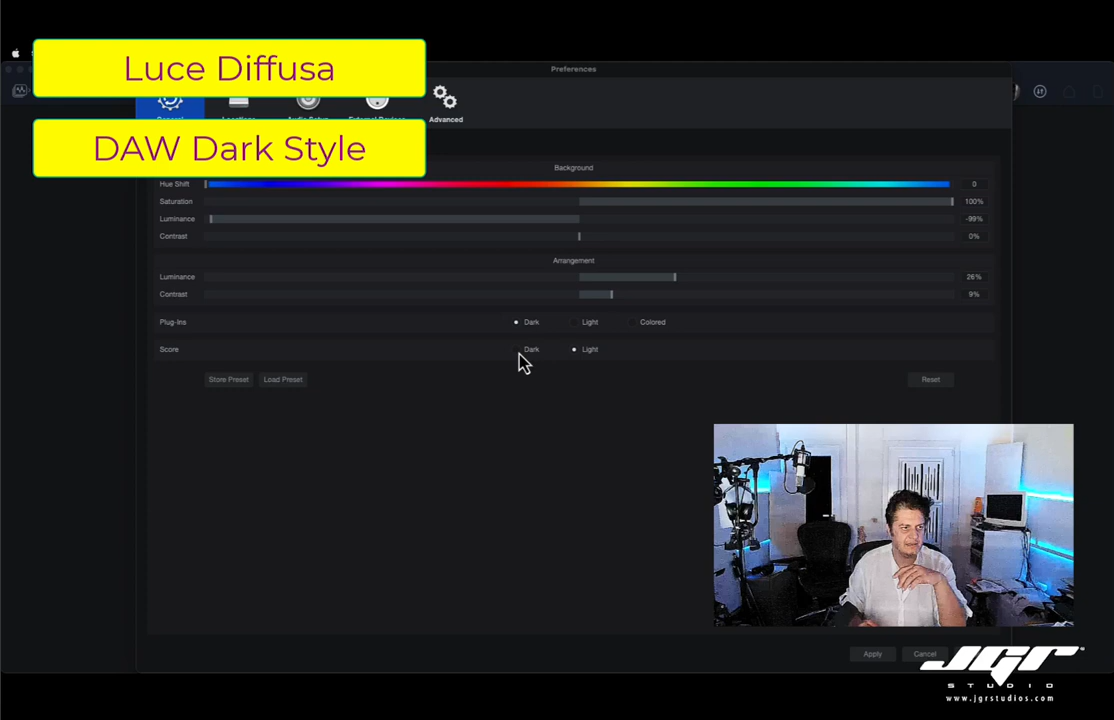 Luce Diffusa
DAW Dark Style
Preferences
Advanced
Background
Hue Shift 0
Saturation 100%
Luminance -99%
Contrast 0%
Arrangement
Luminance 26%
Contrast 9%
Plug-Ins Dark Light Colored
Score Dark Light
Store Preset Load Preset Reset
Apply Cancel
JGR
STUDIO
www.jgrstudios.com